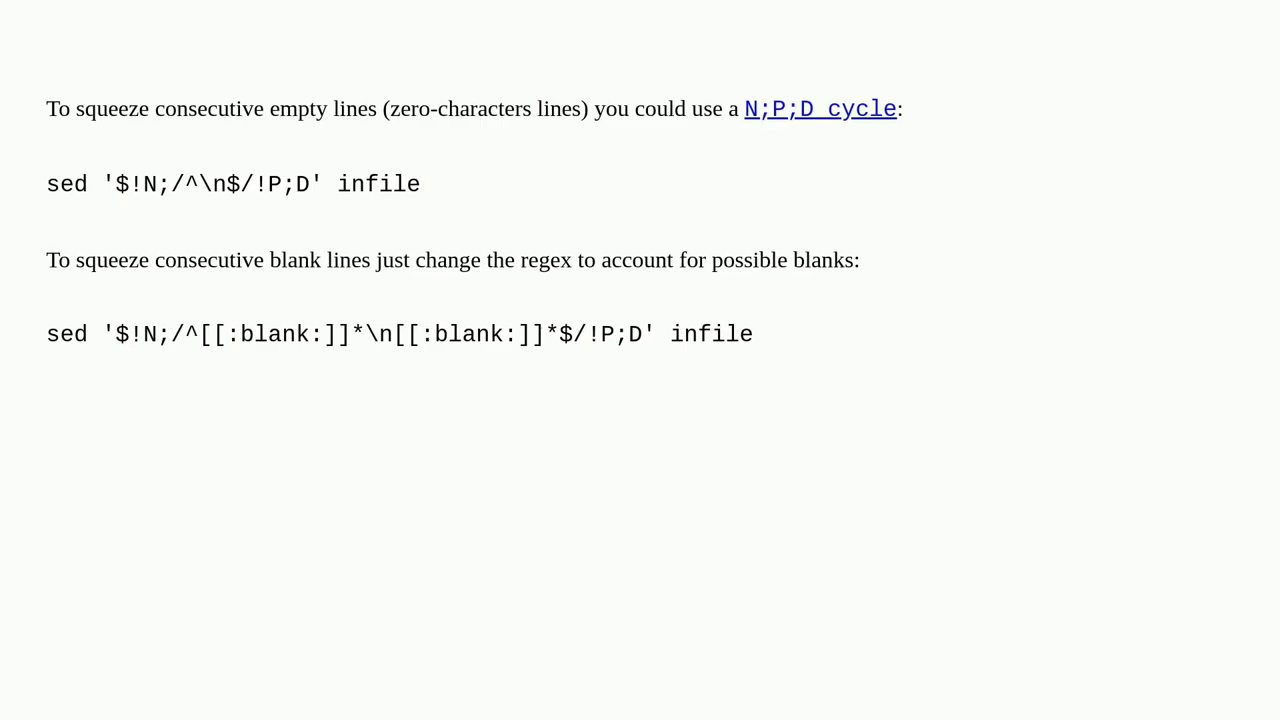 To squeeze consecutive empty lines (zero-characters lines) you could use a N;P;D cycle:
sed '$!N;/^\n$/!P;D' infile
To squeeze consecutive blank lines just change the regex to account for possible blanks:
sed '$!N;/^[[:blank:]]*\n[[:blank:]]*$/!P;D' infile